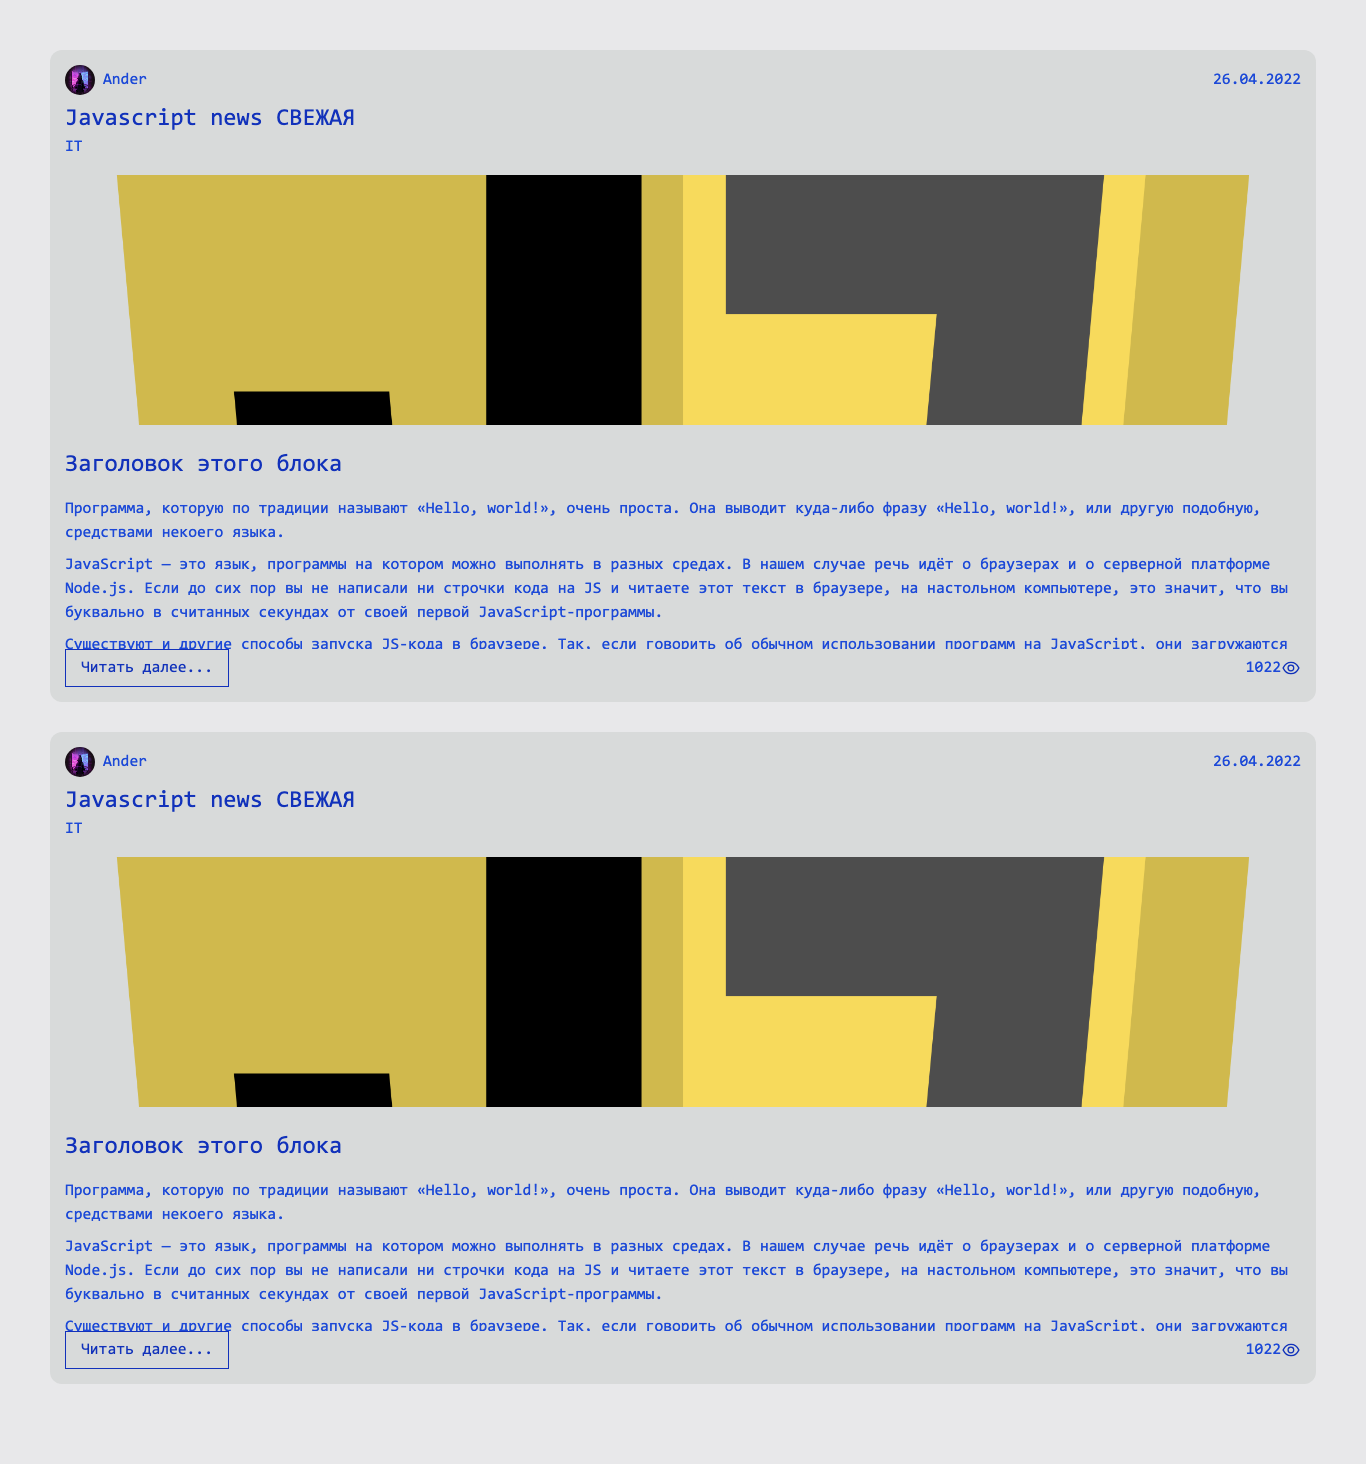 Ander
26.04.2022
Javascript news СВЕЖАЯ
IT
Заголовок этого блока
Программа, которую по традиции называют «Hello, world!», очень проста. Она выводит куда-либо фразу «Hello, world!», или другую подобную,
средствами некоего языка.
JavaScript — это язык, программы на котором можно выполнять в разных средах. В нашем случае речь идёт о браузерах и о серверной платформе
Node.js. Если до сих пор вы не написали ни строчки кода на JS и читаете этот текст в браузере, на настольном компьютере, это значит, что вы
буквально в считанных секундах от своей первой JavaScript-программы.
Существуют и другие способы запуска JS-кода в браузере. Так, если говорить об обычном использовании программ на JavaScript, они загружаются
Читать далее...
1022
Ander
26.04.2022
Javascript news СВЕЖАЯ
IT
Заголовок этого блока
Программа, которую по традиции называют «Hello, world!», очень проста. Она выводит куда-либо фразу «Hello, world!», или другую подобную,
средствами некоего языка.
JavaScript — это язык, программы на котором можно выполнять в разных средах. В нашем случае речь идёт о браузерах и о серверной платформе
Node.js. Если до сих пор вы не написали ни строчки кода на JS и читаете этот текст в браузере, на настольном компьютере, это значит, что вы
буквально в считанных секундах от своей первой JavaScript-программы.
Существуют и другие способы запуска JS-кода в браузере. Так, если говорить об обычном использовании программ на JavaScript, они загружаются
Читать далее...
1022